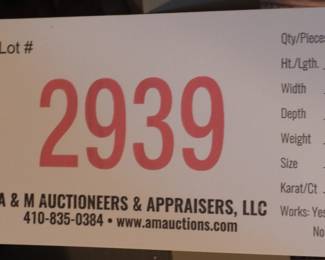 Lot #
2939
A & M AUCTIONEERS & APPRAISERS, LLC
410-835-0384 • www.amauctions.com
Qty/Pieces
Ht./Lgth.
Width
Depth
Weight
Size
Karat/Ct
Works: Yes
No